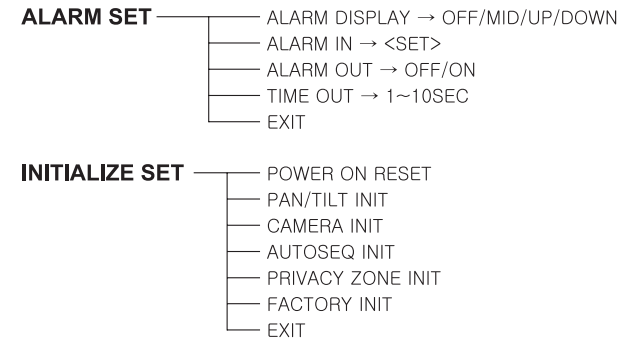 ALARM SET ALARM DISPLAY → OFF/MID/UP/DOWN
ALARM IN → <SET>
ALARM OUT → OFF/ON
TIME OUT → 1~10SEC
EXIT
INITIALIZE SET POWER ON RESET
PAN/TILT INIT
CAMERA INIT
AUTOSEQ INIT
PRIVACY ZONE INIT
FACTORY INIT
EXIT